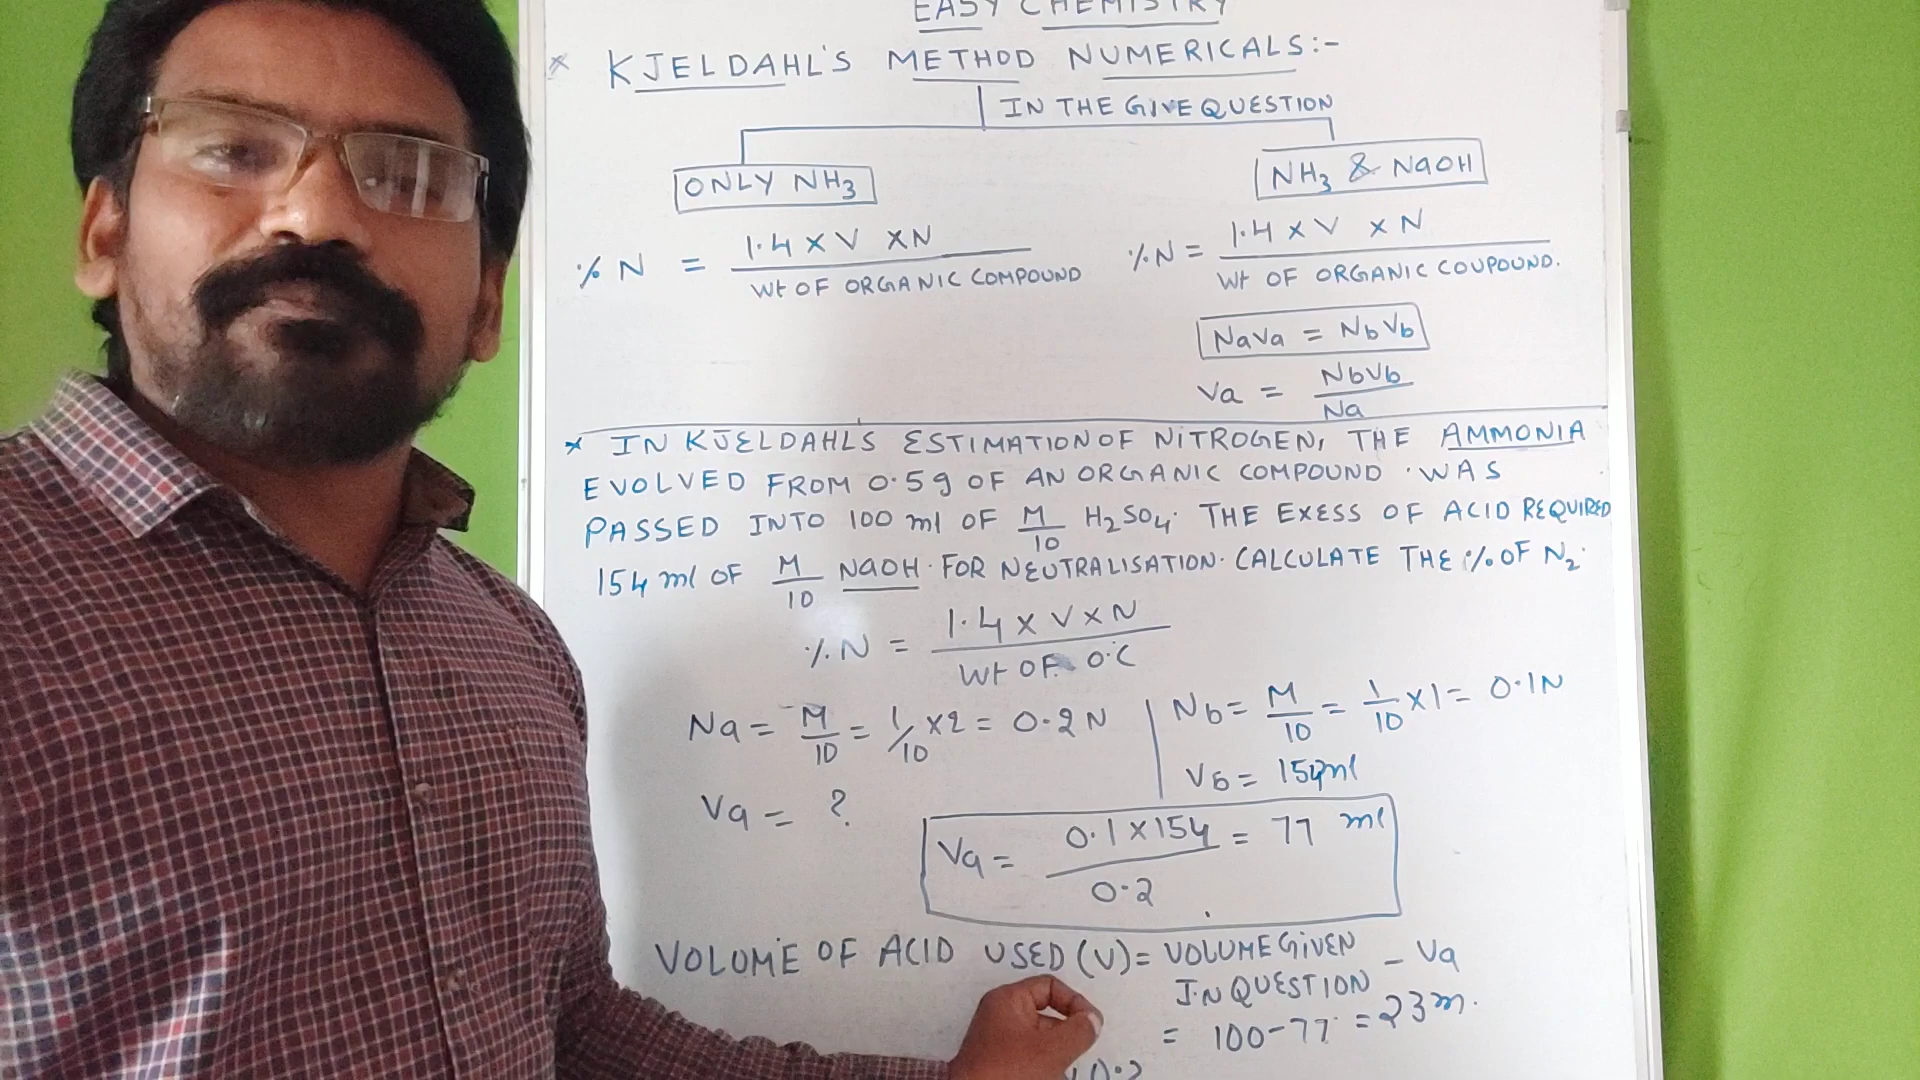 EASY CHEMISTRY
* KJELDAHL'S METHOD NUMERICALS:-
IN THE GIVE QUESTION
ONLY NH3
NH3 & NaOH
% N = 1.4 x V x N / Wt OF ORGANIC COMPOUND
% N = 1.4 x V x N / Wt OF ORGANIC COUPOUND.
NaVa = NbVb
Va = NbVb / Na
* IN KJELDAHLS ESTIMATION OF NITROGEN, THE AMMONIA
EVOLVED FROM 0.5g OF AN ORGANIC COMPOUND WAS
PASSED INTO 100 ml OF M/10 H2SO4. THE EXESS OF ACID REQUIRED
154 ml OF M/10 NaOH. FOR NEUTRALISATION. CALCULATE THE % OF N2.
% N = 1.4 x V x N / Wt OF O.C
Na = M/10 = 1/10 x 2 = 0.2 N
Nb = M/10 = 1/10 x 1 = 0.1 N
Va = ?
Vb = 154ml
Va = 0.1 x 154 / 0.2 = 77 ml
VOLUME OF ACID USED (V) = VOLUME GIVEN IN QUESTION - Va
= 100-77 = 23 m.